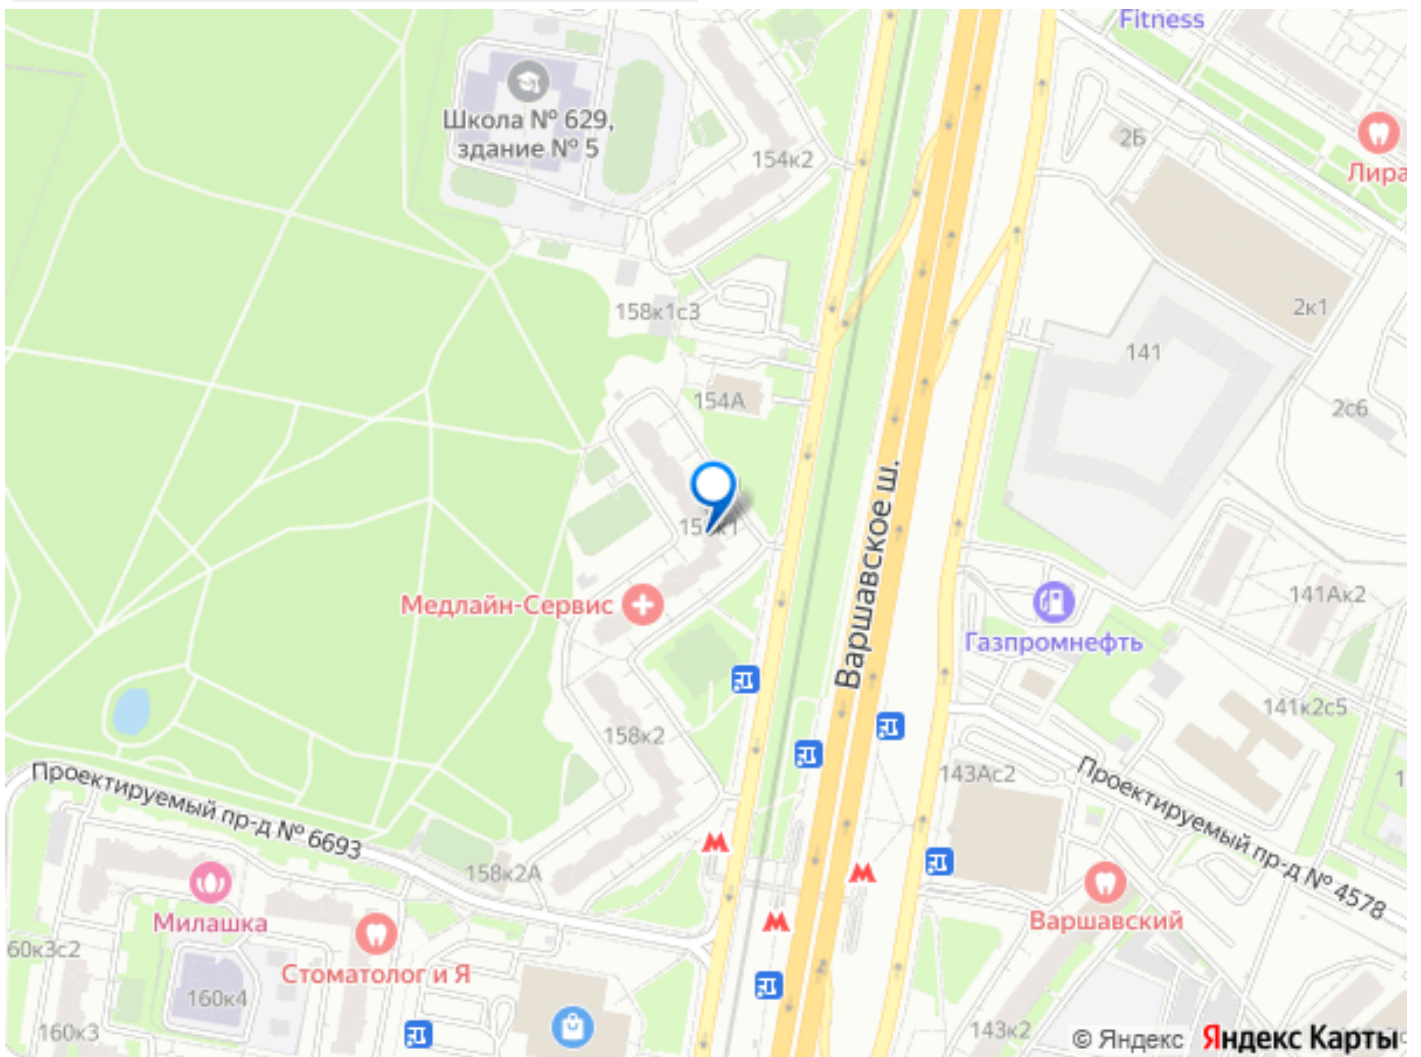 Fitness
Школа № 629,
здание № 5
154к2
2Б
Лира
158к1с3
2к1
141
154А
2с6
Варшавское ш.
Медлайн-Сервис
141Ак2
Газпромнефть
141к2с5
158к2
143Ас2
Проектируемый пр-д № 6693
Проектируемый пр-д № 4578
158к2А
Милашка
Варшавский
60к3с2
Стоматолог и Я
160к4
160к3
143к2
© Яндекс Яндекс Карты